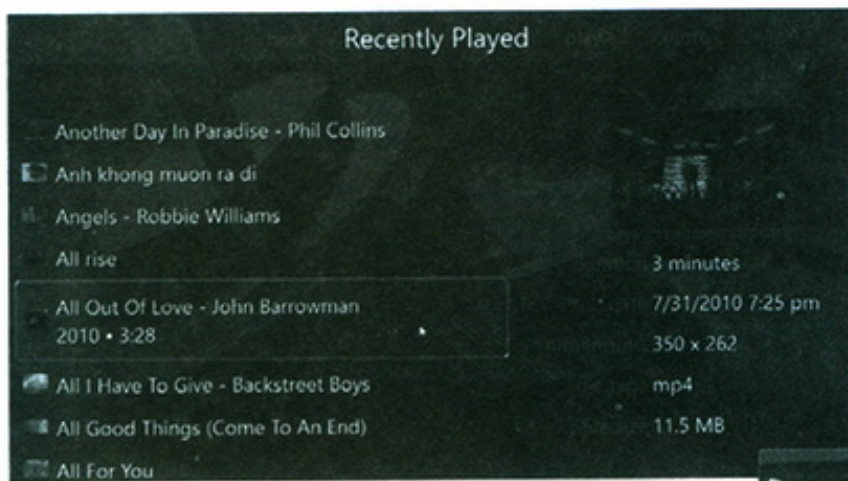 Recently Played
Another Day In Paradise - Phil Collins
Anh khong muon ra di
Angels - Robbie Williams
All rise
All Out Of Love - John Barrowman
2010 • 3:28
All I Have To Give - Backstreet Boys
All Good Things (Come To An End)
All For You
3 minutes
7/31/2010 7:25 pm
350 x 262
mp4
11.5 MB